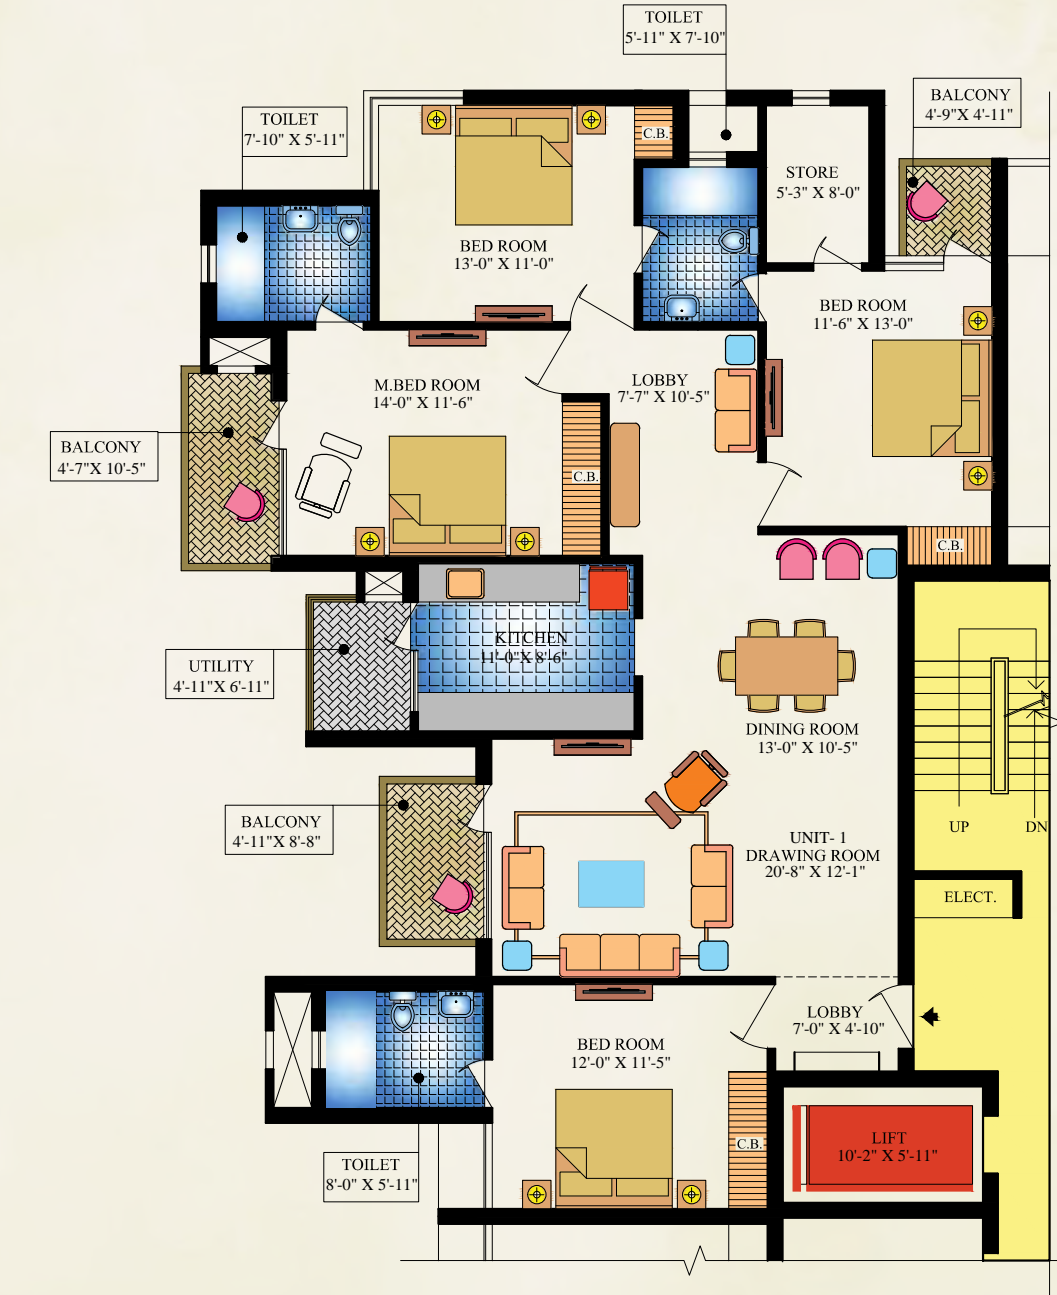 TOILET
5'-11" X 7'-10"
BALCONY
4'-9"X 4'-11"
TOILET
7'-10" X 5'-11"
C.B.
STORE
5'-3" X 8'-0"
BED ROOM
13'-0" X 11'-0"
BED ROOM
11'-6" X 13'-0"
M.BED ROOM
14'-0" X 11'-6"
LOBBY
7'-7" X 10'-5"
BALCONY
4'-7"X 10'-5"
C.B.
C.B.
KITCHEN
11'-0"X 8'-6"
UTILITY
4'-11"X 6'-11"
DINING ROOM
13'-0" X 10'-5"
BALCONY
4'-11"X 8'-8"
UP
DN
UNIT- 1
DRAWING ROOM
20'-8" X 12'-1"
ELECT.
LOBBY
7'-0" X 4'-10"
BED ROOM
12'-0" X 11'-5"
C.B.
LIFT
10'-2" X 5'-11"
TOILET
8'-0" X 5'-11"